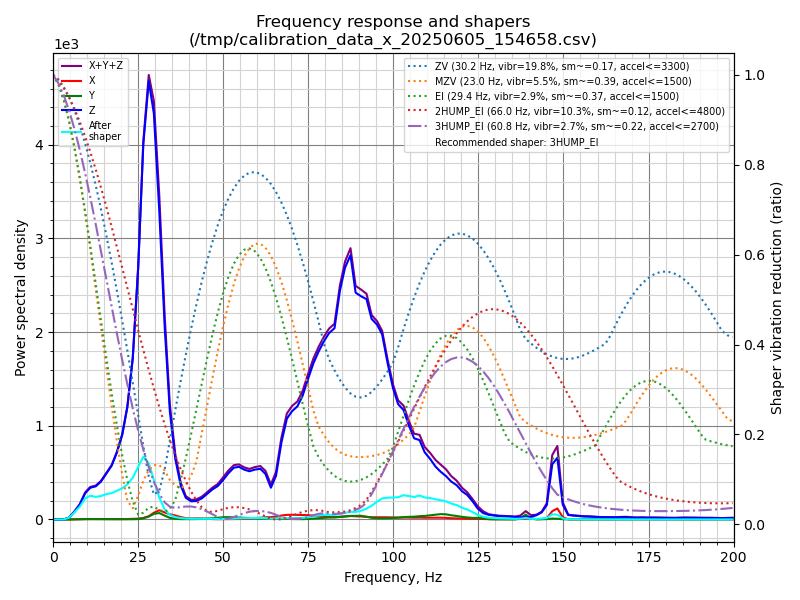 Frequency response and shapers
(/tmp/calibration_data_x_20250605_154658.csv)
1e3
X+Y+Z
X
Y
Z
After
shaper
ZV (30.2 Hz, vibr=19.8%, sm~=0.17, accel<=3300)
MZV (23.0 Hz, vibr=5.5%, sm~=0.39, accel<=1500)
EI (29.4 Hz, vibr=2.9%, sm~=0.37, accel<=1500)
2HUMP_EI (66.0 Hz, vibr=10.3%, sm~=0.12, accel<=4800)
3HUMP_EI (60.8 Hz, vibr=2.7%, sm~=0.22, accel<=2700)
Recommended shaper: 3HUMP_EI
Power spectral density
4
3
2
1
0
1.0
0.8
0.6
0.4
0.2
0.0
Shaper vibration reduction (ratio)
0
25
50
75
100
125
150
175
200
Frequency, Hz